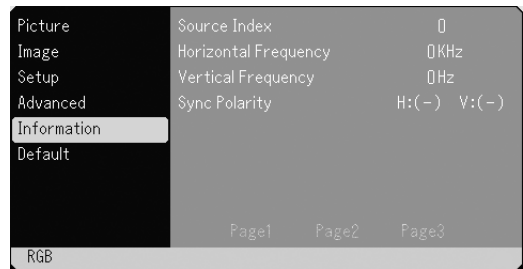 Picture
Image
Setup
Advanced
Information
Default
Source Index 0
Horizontal Frequency 0KHz
Vertical Frequency 0Hz
Sync Polarity H:(-) V:(-)
Page1 Page2 Page3
RGB